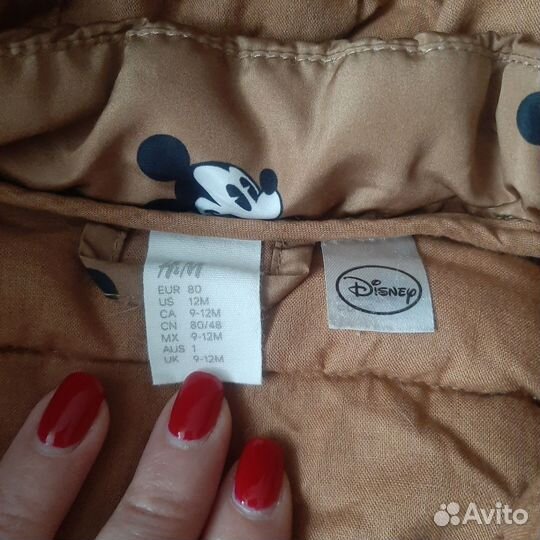 H&M
EUR 80
US 12M
CA 9-12M
CN 80/48
MX 9-12M
AUS 1
UK 9-12M
Disney
Avito